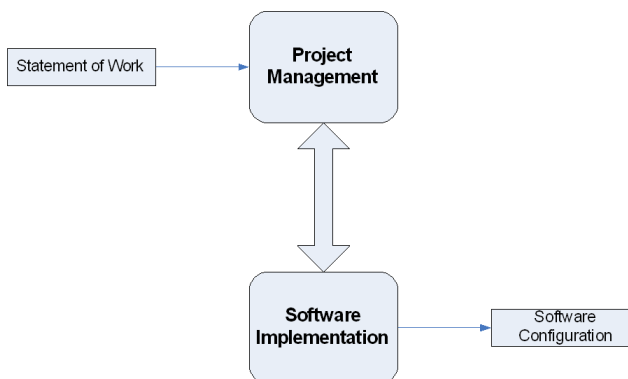 Statement of Work
Project
Management
Software
Implementation
Software
Configuration